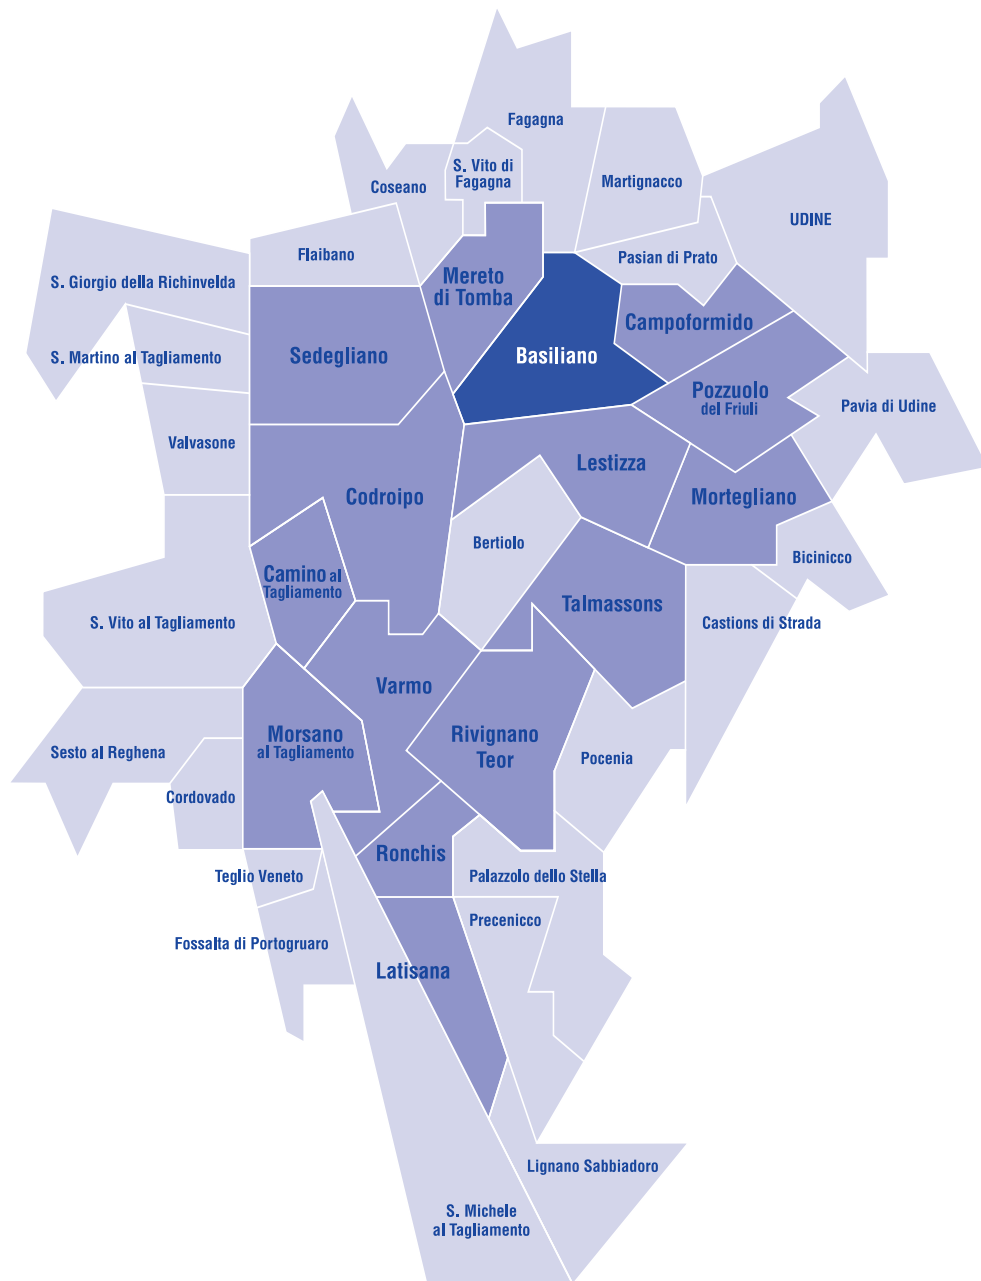 Fagagna
S. Vito di
Fagagna
Martignacco
Coseano
UDINE
Flaibano
Pasian di Prato
S. Giorgio della Richinvelda
Mereto
di Tomba
Campoformido
S. Martino al Tagliamento
Sedegliano
Basiliano
Pozzuolo
del Friuli
Pavia di Udine
Valvasone
Lestizza
Codroipo
Mortegliano
Bertiolo
Bicinicco
Camino al
Tagliamento
Talmassons
S. Vito al Tagliamento
Castions di Strada
Varmo
Morsano
al Tagliamento
Rivignano
Teor
Sesto al Reghena
Pocenia
Cordovado
Ronchis
Teglio Veneto
Palazzolo dello Stella
Precenicco
Fossalta di Portogruaro
Latisana
Lignano Sabbiadoro
S. Michele
al Tagliamento